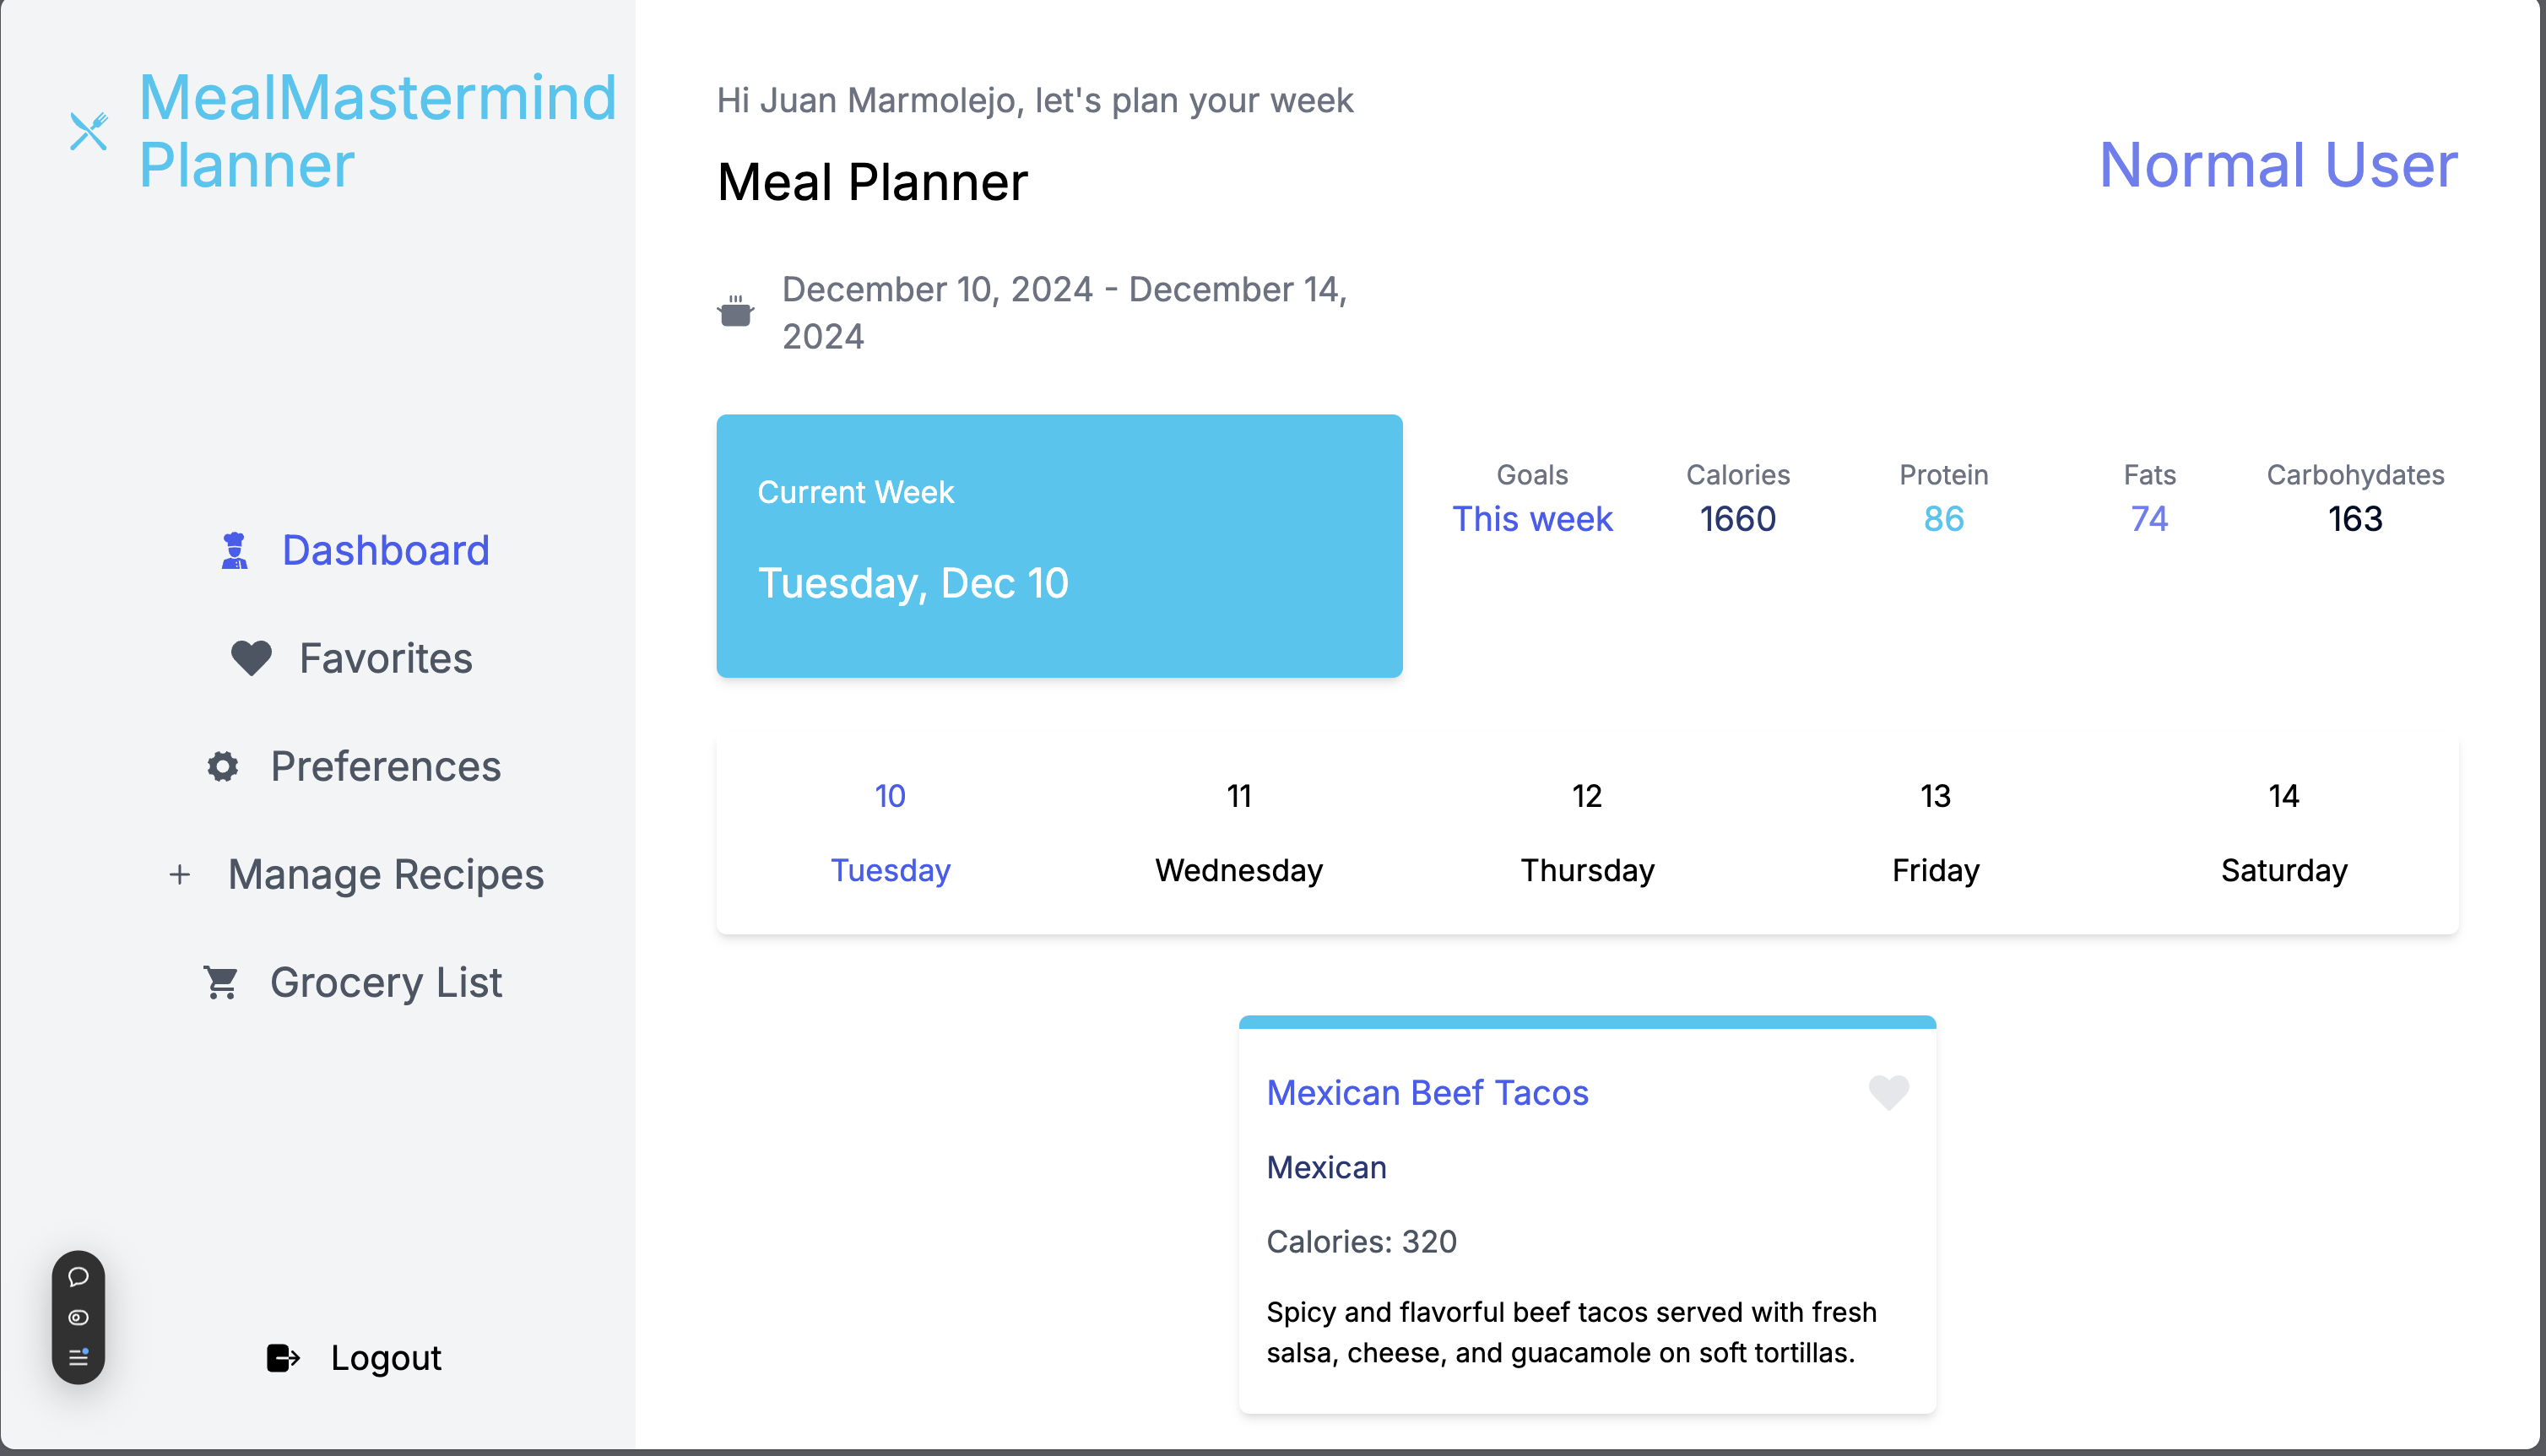 MealMastermind
Planner
Dashboard
Favorites
Preferences
Manage Recipes
Grocery List
Logout
Hi Juan Marmolejo, let's plan your week
Meal Planner
Normal User
December 10, 2024 - December 14,
2024
Current Week
Tuesday, Dec 10
Goals Calories Protein Fats Carbohydates
This week 1660 86 74 163
10 11 12 13 14
Tuesday Wednesday Thursday Friday Saturday
Mexican Beef Tacos
Mexican
Calories: 320
Spicy and flavorful beef tacos served with fresh
salsa, cheese, and guacamole on soft tortillas.